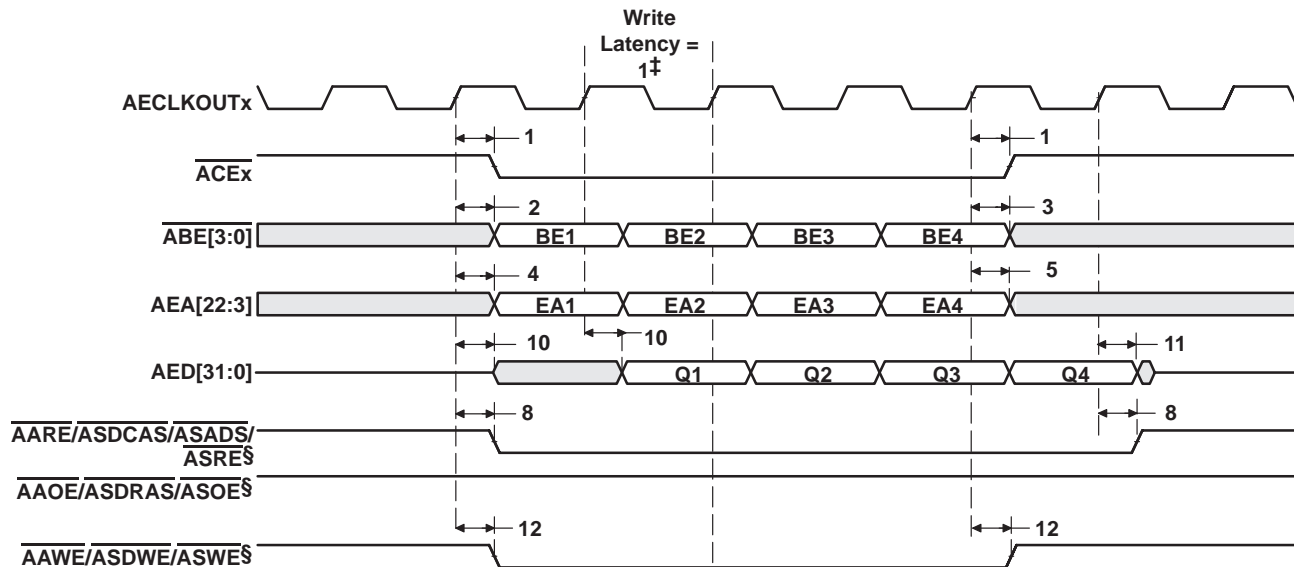 Write
Latency =
1‡
AECLKOUTx
1 1
ACEx
2 3
ABE[3:0] BE1 BE2 BE3 BE4
4 5
AEA[22:3] EA1 EA2 EA3 EA4
10 10 11
AED[31:0] Q1 Q2 Q3 Q4
8 8
AARE/ASDCAS/ASADS/
ASRE§
AAOE/ASDRAS/ASOE§
12 12
AAWE/ASDWE/ASWE§